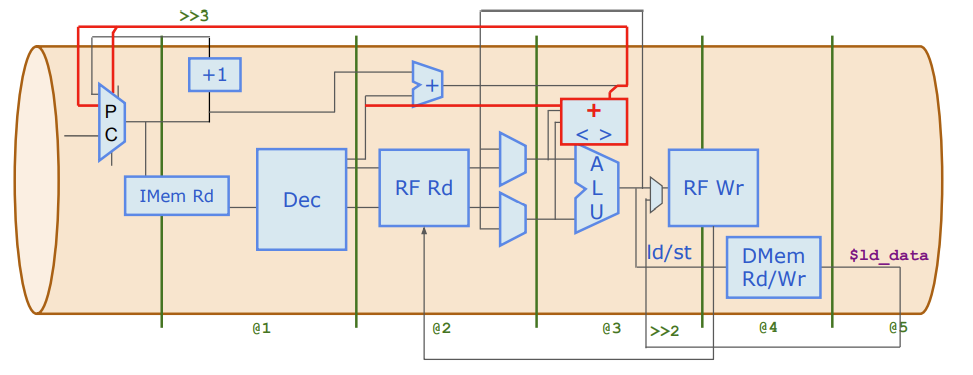 >>3
+1
P
C
+
+
< >
IMem Rd
Dec
RF Rd
A
L
U
RF Wr
ld/st
DMem
Rd/Wr
$ld_data
@1
@2
@3
>>2
@4
@5